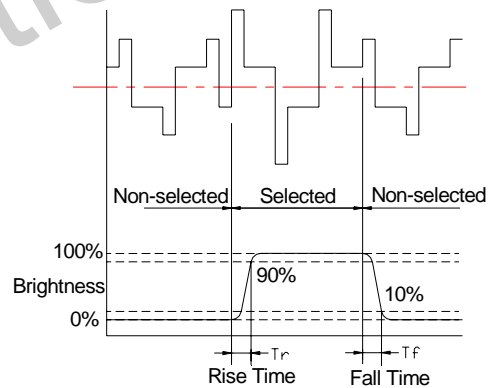 Non-selected Selected Non-selected
100%
90%
Brightness
10%
0%
Tr Tf
Rise Time Fall Time